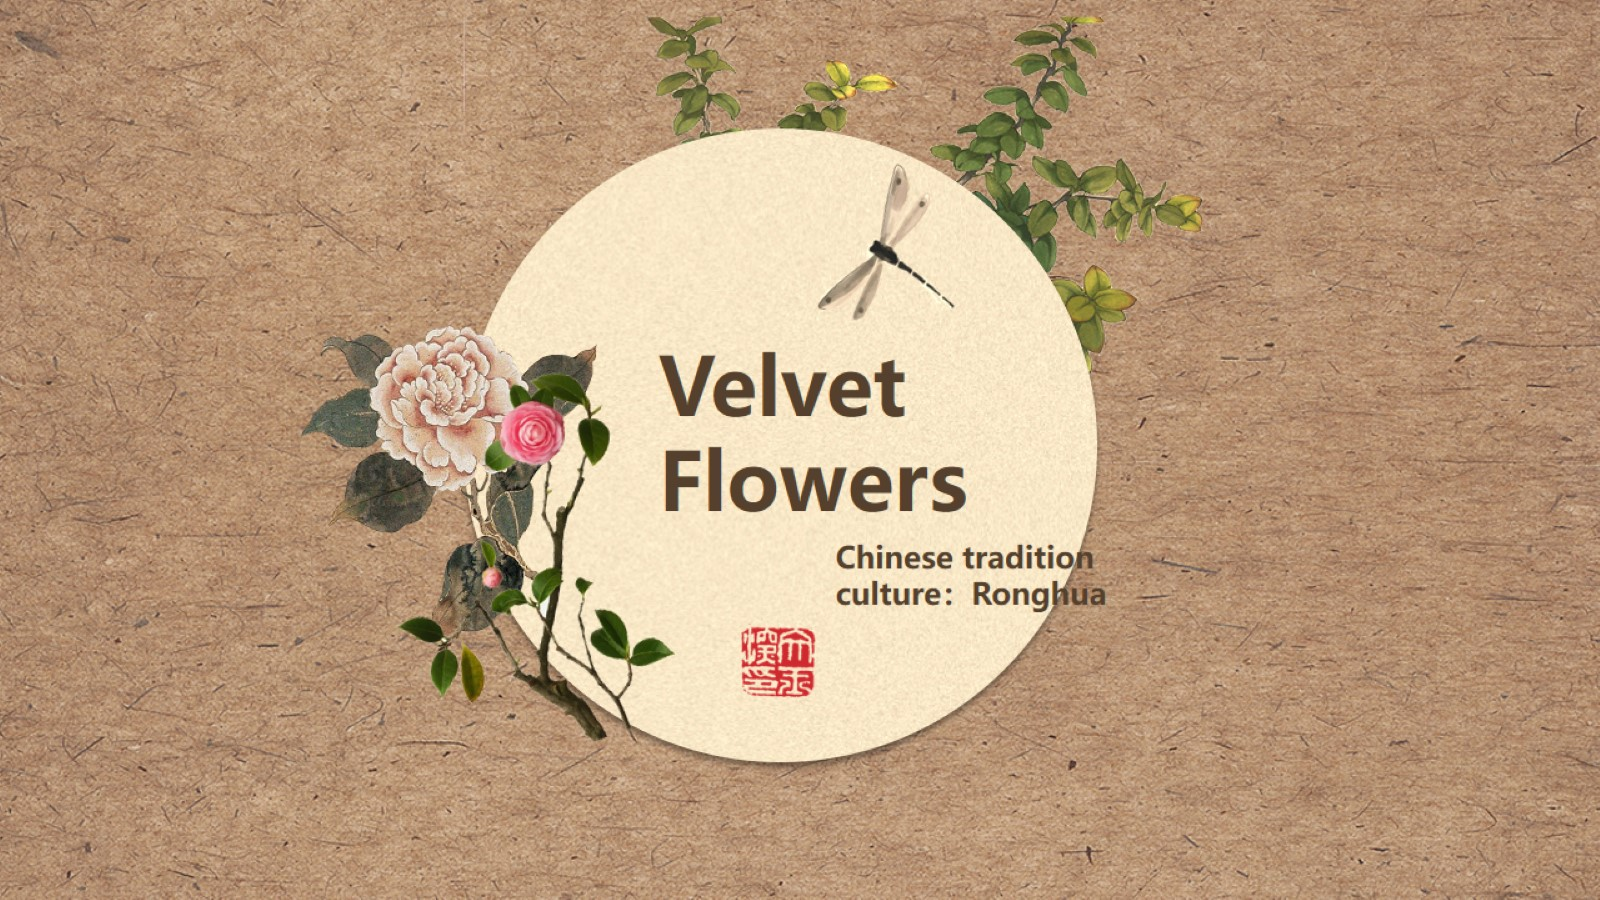 Velvet
Flowers
Chinese tradition
culture：Ronghua